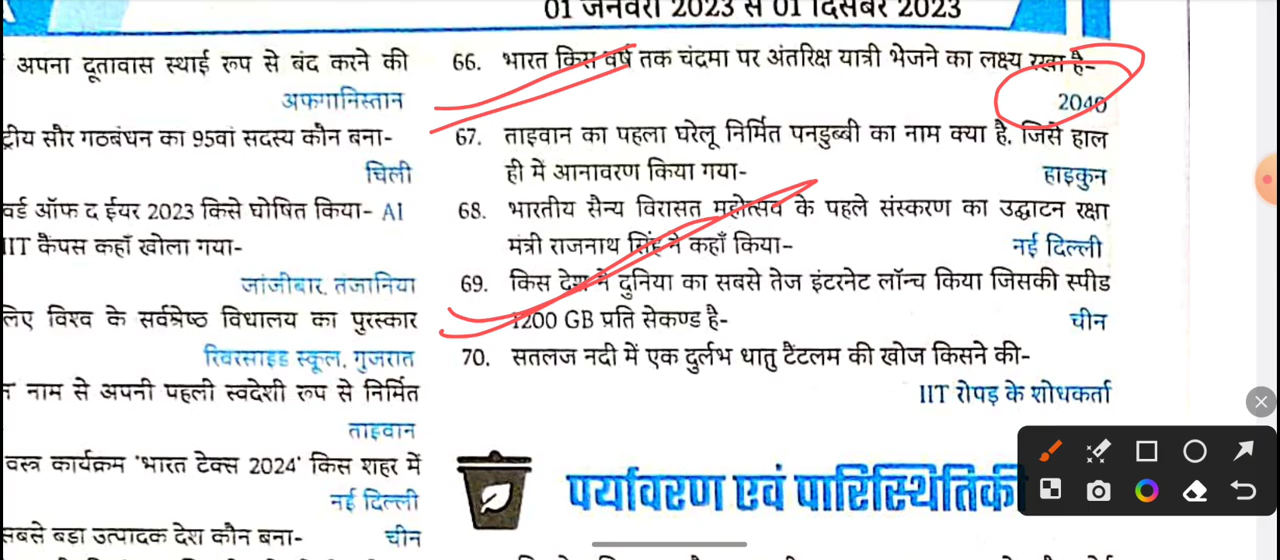 01 जनवरी 2023 से 01 दिसंबर 2023
अपना दूतावास स्थाई रूप से बंद करने की
अफगानिस्तान
ट्रीय सौर गठबंधन का 95वां सदस्य कौन बना-
चिली
वर्ड ऑफ द ईयर 2023 किसे घोषित किया- AI
IIT कैंपस कहाँ खोला गया-
जांजीबार, तंजानिया
लिए विश्व के सर्वश्रेष्ठ विद्यालय का पुरस्कार
रिवरसाइड स्कूल, गुजरात
नाम से अपनी पहली स्वदेशी रूप से निर्मित
ताइवान
वस्त्र कार्यक्रम 'भारत टेक्स 2024' किस शहर में
नई दिल्ली
सबसे बड़ा उत्पादक देश कौन बना-
चीन
66. भारत किस वर्ष तक चंद्रमा पर अंतरिक्ष यात्री भेजने का लक्ष्य रखा है-
2040
67. ताइवान का पहला घरेलू निर्मित पनडुब्बी का नाम क्या है, जिसे हाल
ही में आनावरण किया गया-
हाइकुन
68. भारतीय सैन्य विरासत महोत्सव के पहले संस्करण का उद्घाटन रक्षा
मंत्री राजनाथ सिंह ने कहाँ किया-
नई दिल्ली
69. किस देश ने दुनिया का सबसे तेज इंटरनेट लॉन्च किया जिसकी स्पीड
1200 GB प्रति सेकण्ड है-
चीन
70. सतलज नदी में एक दुर्लभ धातु टैंटलम की खोज किसने की-
IIT रोपड़ के शोधकर्ता
पर्यावरण एवं पारिस्थितिकी